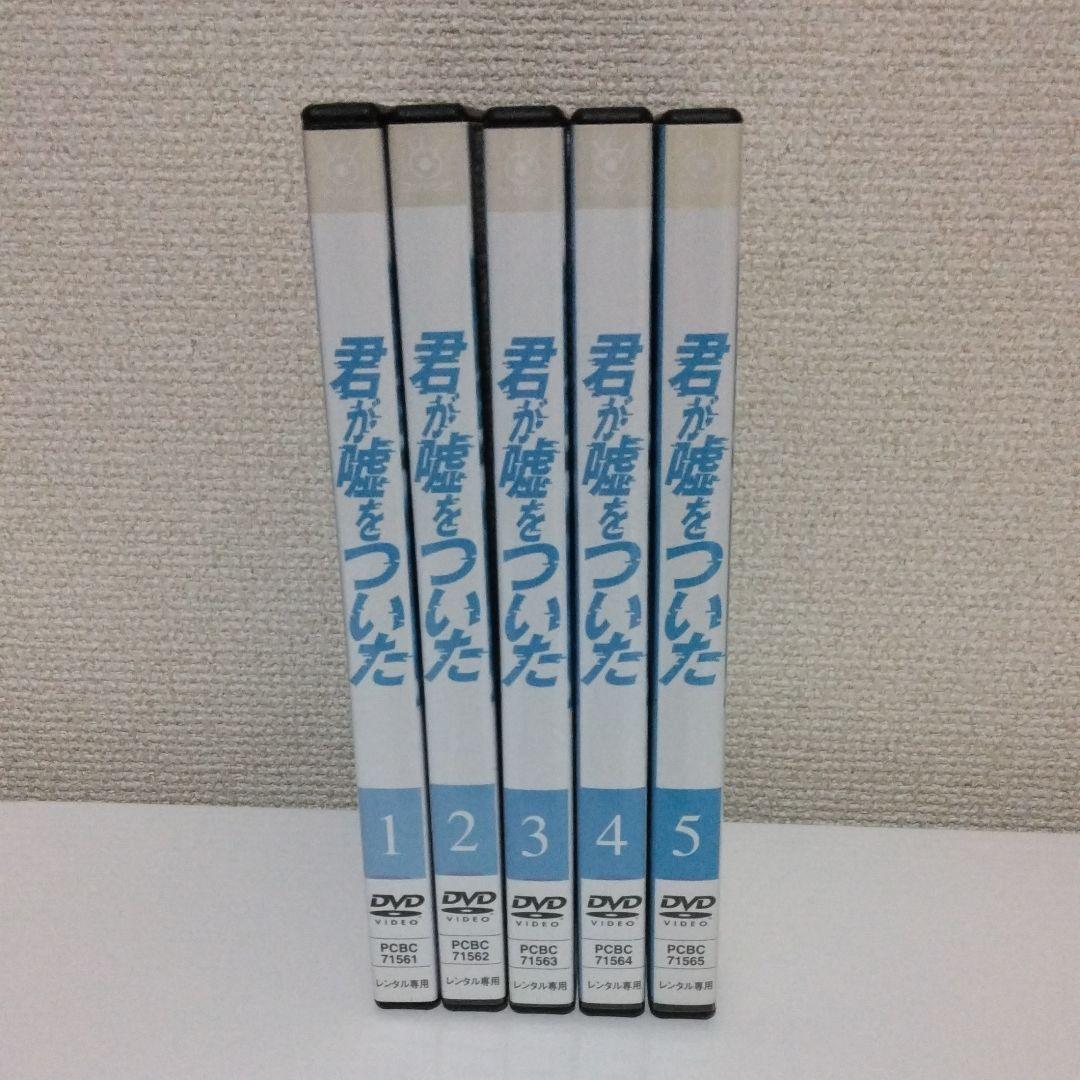 君が嘘をついた
1
DVD
VIDEO
PCBC
71561
レンタル専用
君が嘘をついた
2
DVD
VIDEO
PCBC
71562
レンタル専用
君が嘘をついた
3
DVD
VIDEO
PCBC
71563
レンタル専用
君が嘘をついた
4
DVD
VIDEO
PCBC
71564
レンタル専用
君が嘘をついた
5
DVD
VIDEO
PCBC
71565
レンタル専用